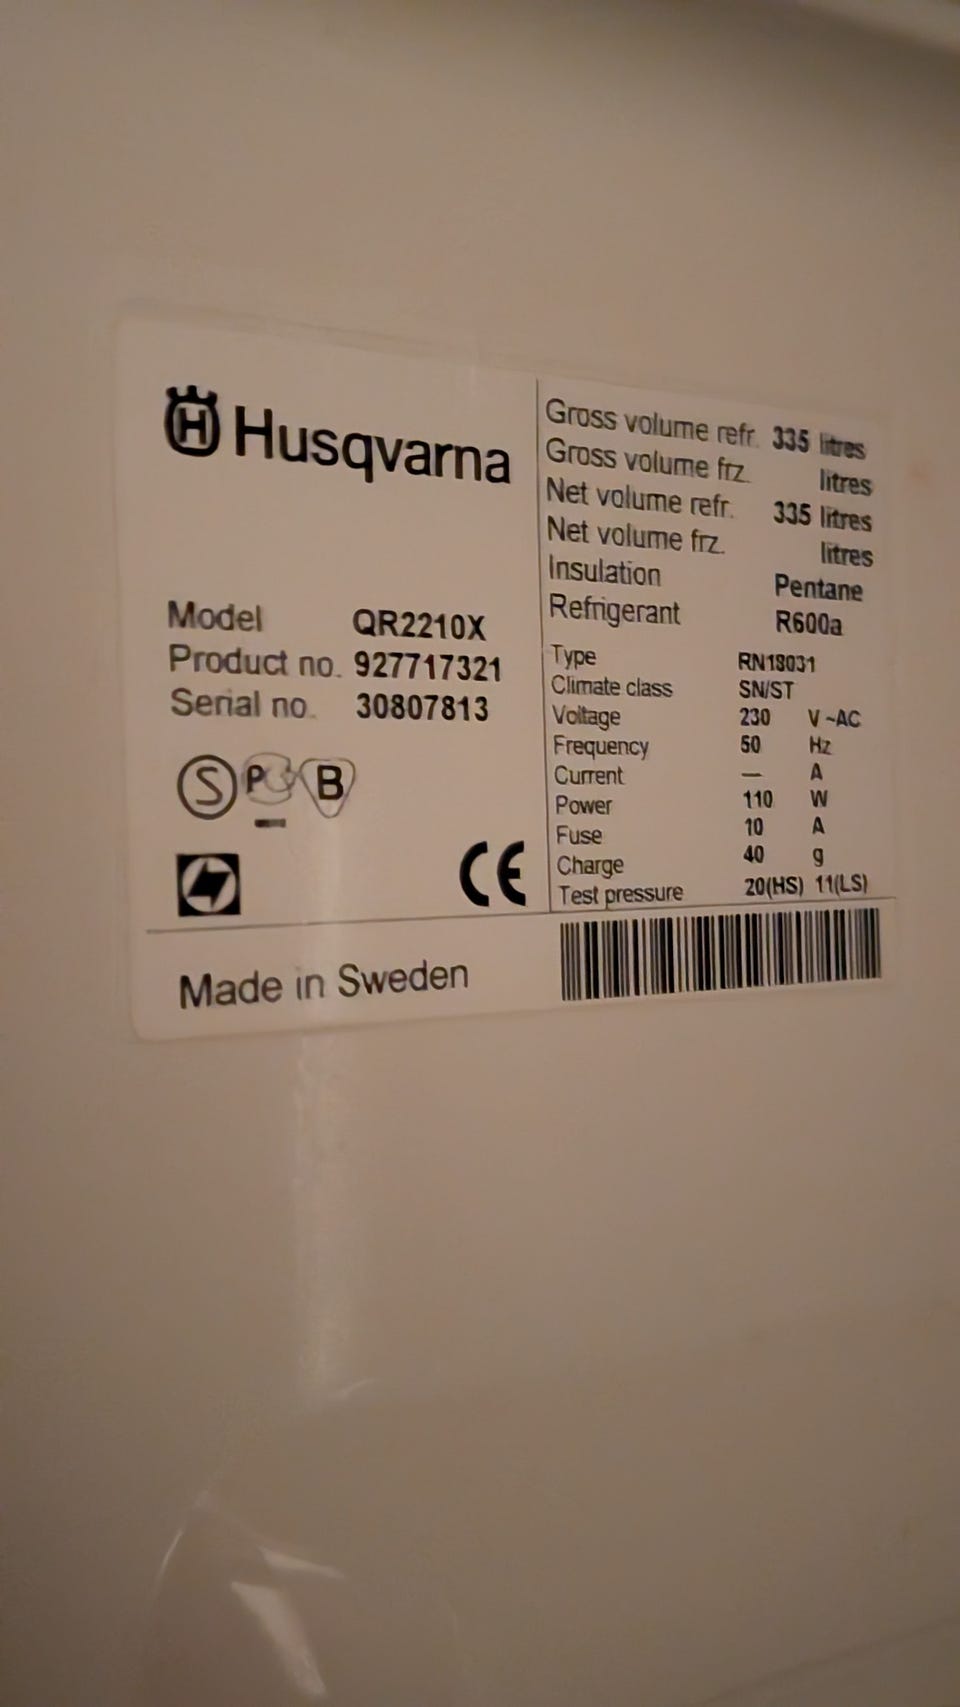 Husqvarna
Model QR2210X
Product no. 927717321
Serial no. 30807813
S P B
CE
Made in Sweden
Gross volume refr. 335 litres
Gross volume frz. litres
Net volume refr. 335 litres
Net volume frz. litres
Insulation Pentane
Refrigerant R600a
Type RN18031
Climate class SN/ST
Voltage 230 V ~AC
Frequency 50 Hz
Current — A
Power 110 W
Fuse 10 A
Charge 40 g
Test pressure 20(HS) 11(LS)